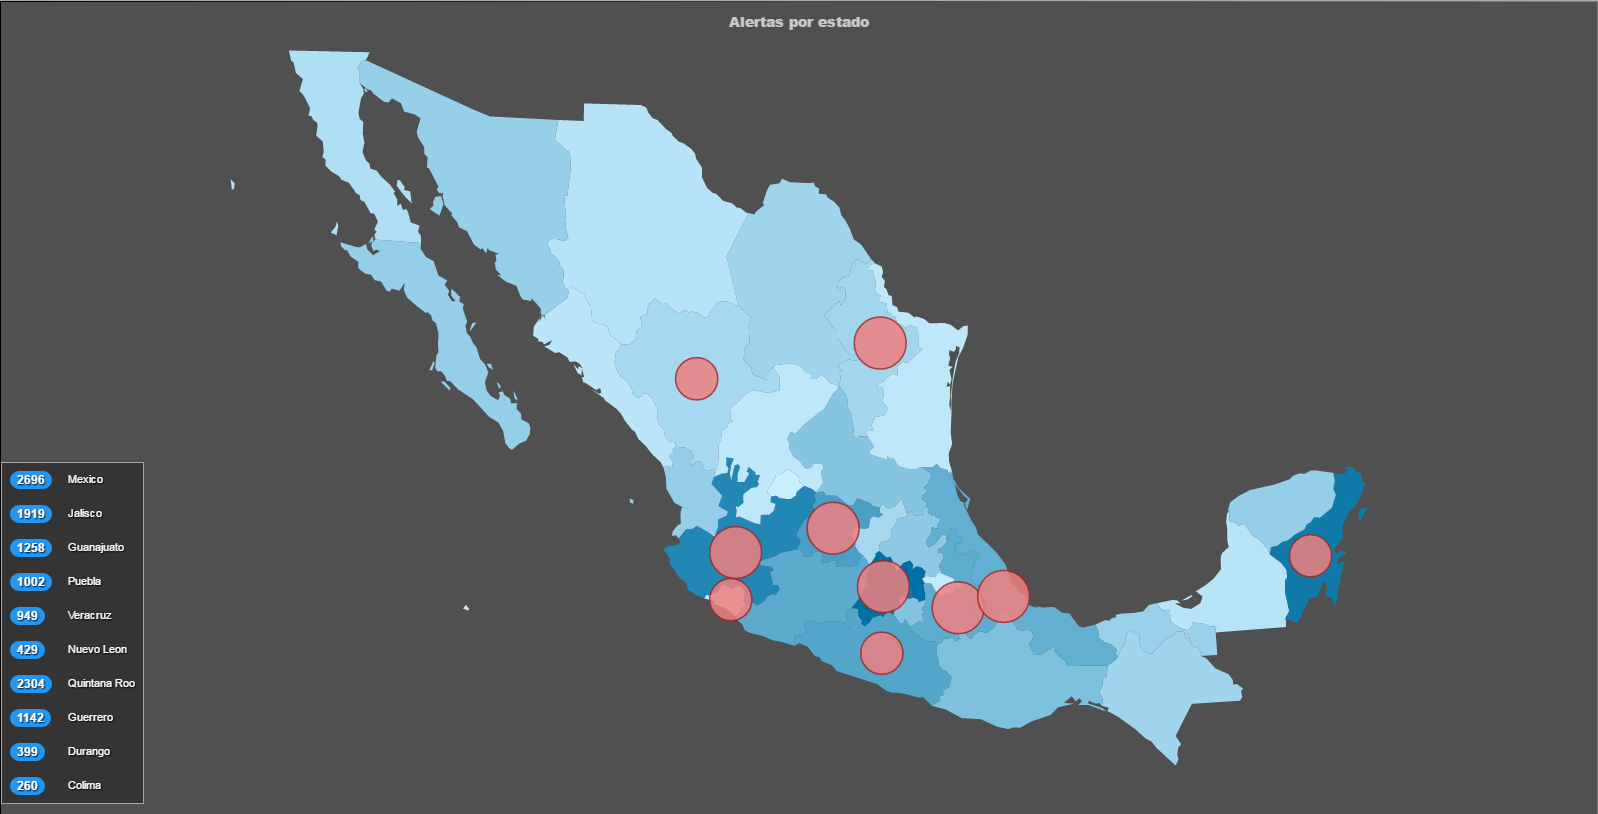 Alertas por estado
2696 Mexico
1919 Jalisco
1258 Guanajuato
1002 Puebla
949 Veracruz
429 Nuevo Leon
2304 Quintana Roo
1142 Guerrero
399 Durango
260 Colima